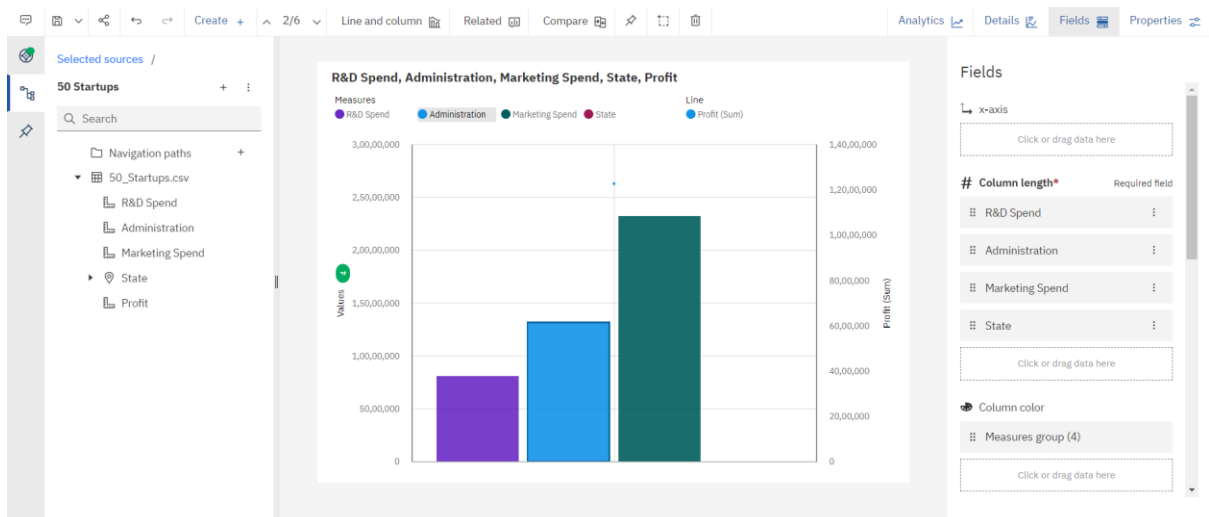 Create +
2/6
Line and column
Related
Compare
Analytics
Details
Fields
Properties
Selected sources /
50 Startups
Search
Navigation paths
50_Startups.csv
R&D Spend
Administration
Marketing Spend
State
Profit
R&D Spend, Administration, Marketing Spend, State, Profit
Measures
R&D Spend Administration Marketing Spend State
Line
Profit (Sum)
3,00,00,000
2,50,00,000
2,00,00,000
1,50,00,000
1,00,00,000
50,00,000
0
Values
4
1,40,00,000
1,20,00,000
1,00,00,000
80,00,000
60,00,000
40,00,000
20,00,000
0
Profit (Sum)
Fields
x-axis
Click or drag data here
# Column length* Required field
R&D Spend
Administration
Marketing Spend
State
Click or drag data here
Column color
Measures group (4)
Click or drag data here